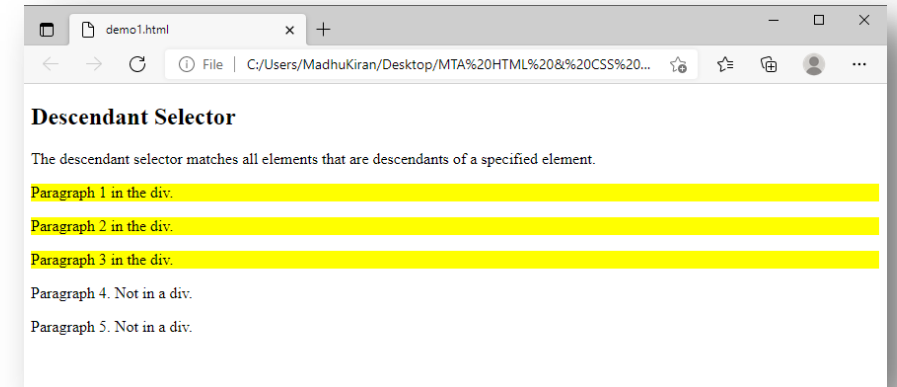 demo1.html
File | C:/Users/MadhuKiran/Desktop/MTA%20HTML%20&%20CSS%20...
Descendant Selector
The descendant selector matches all elements that are descendants of a specified element.
Paragraph 1 in the div.
Paragraph 2 in the div.
Paragraph 3 in the div.
Paragraph 4. Not in a div.
Paragraph 5. Not in a div.